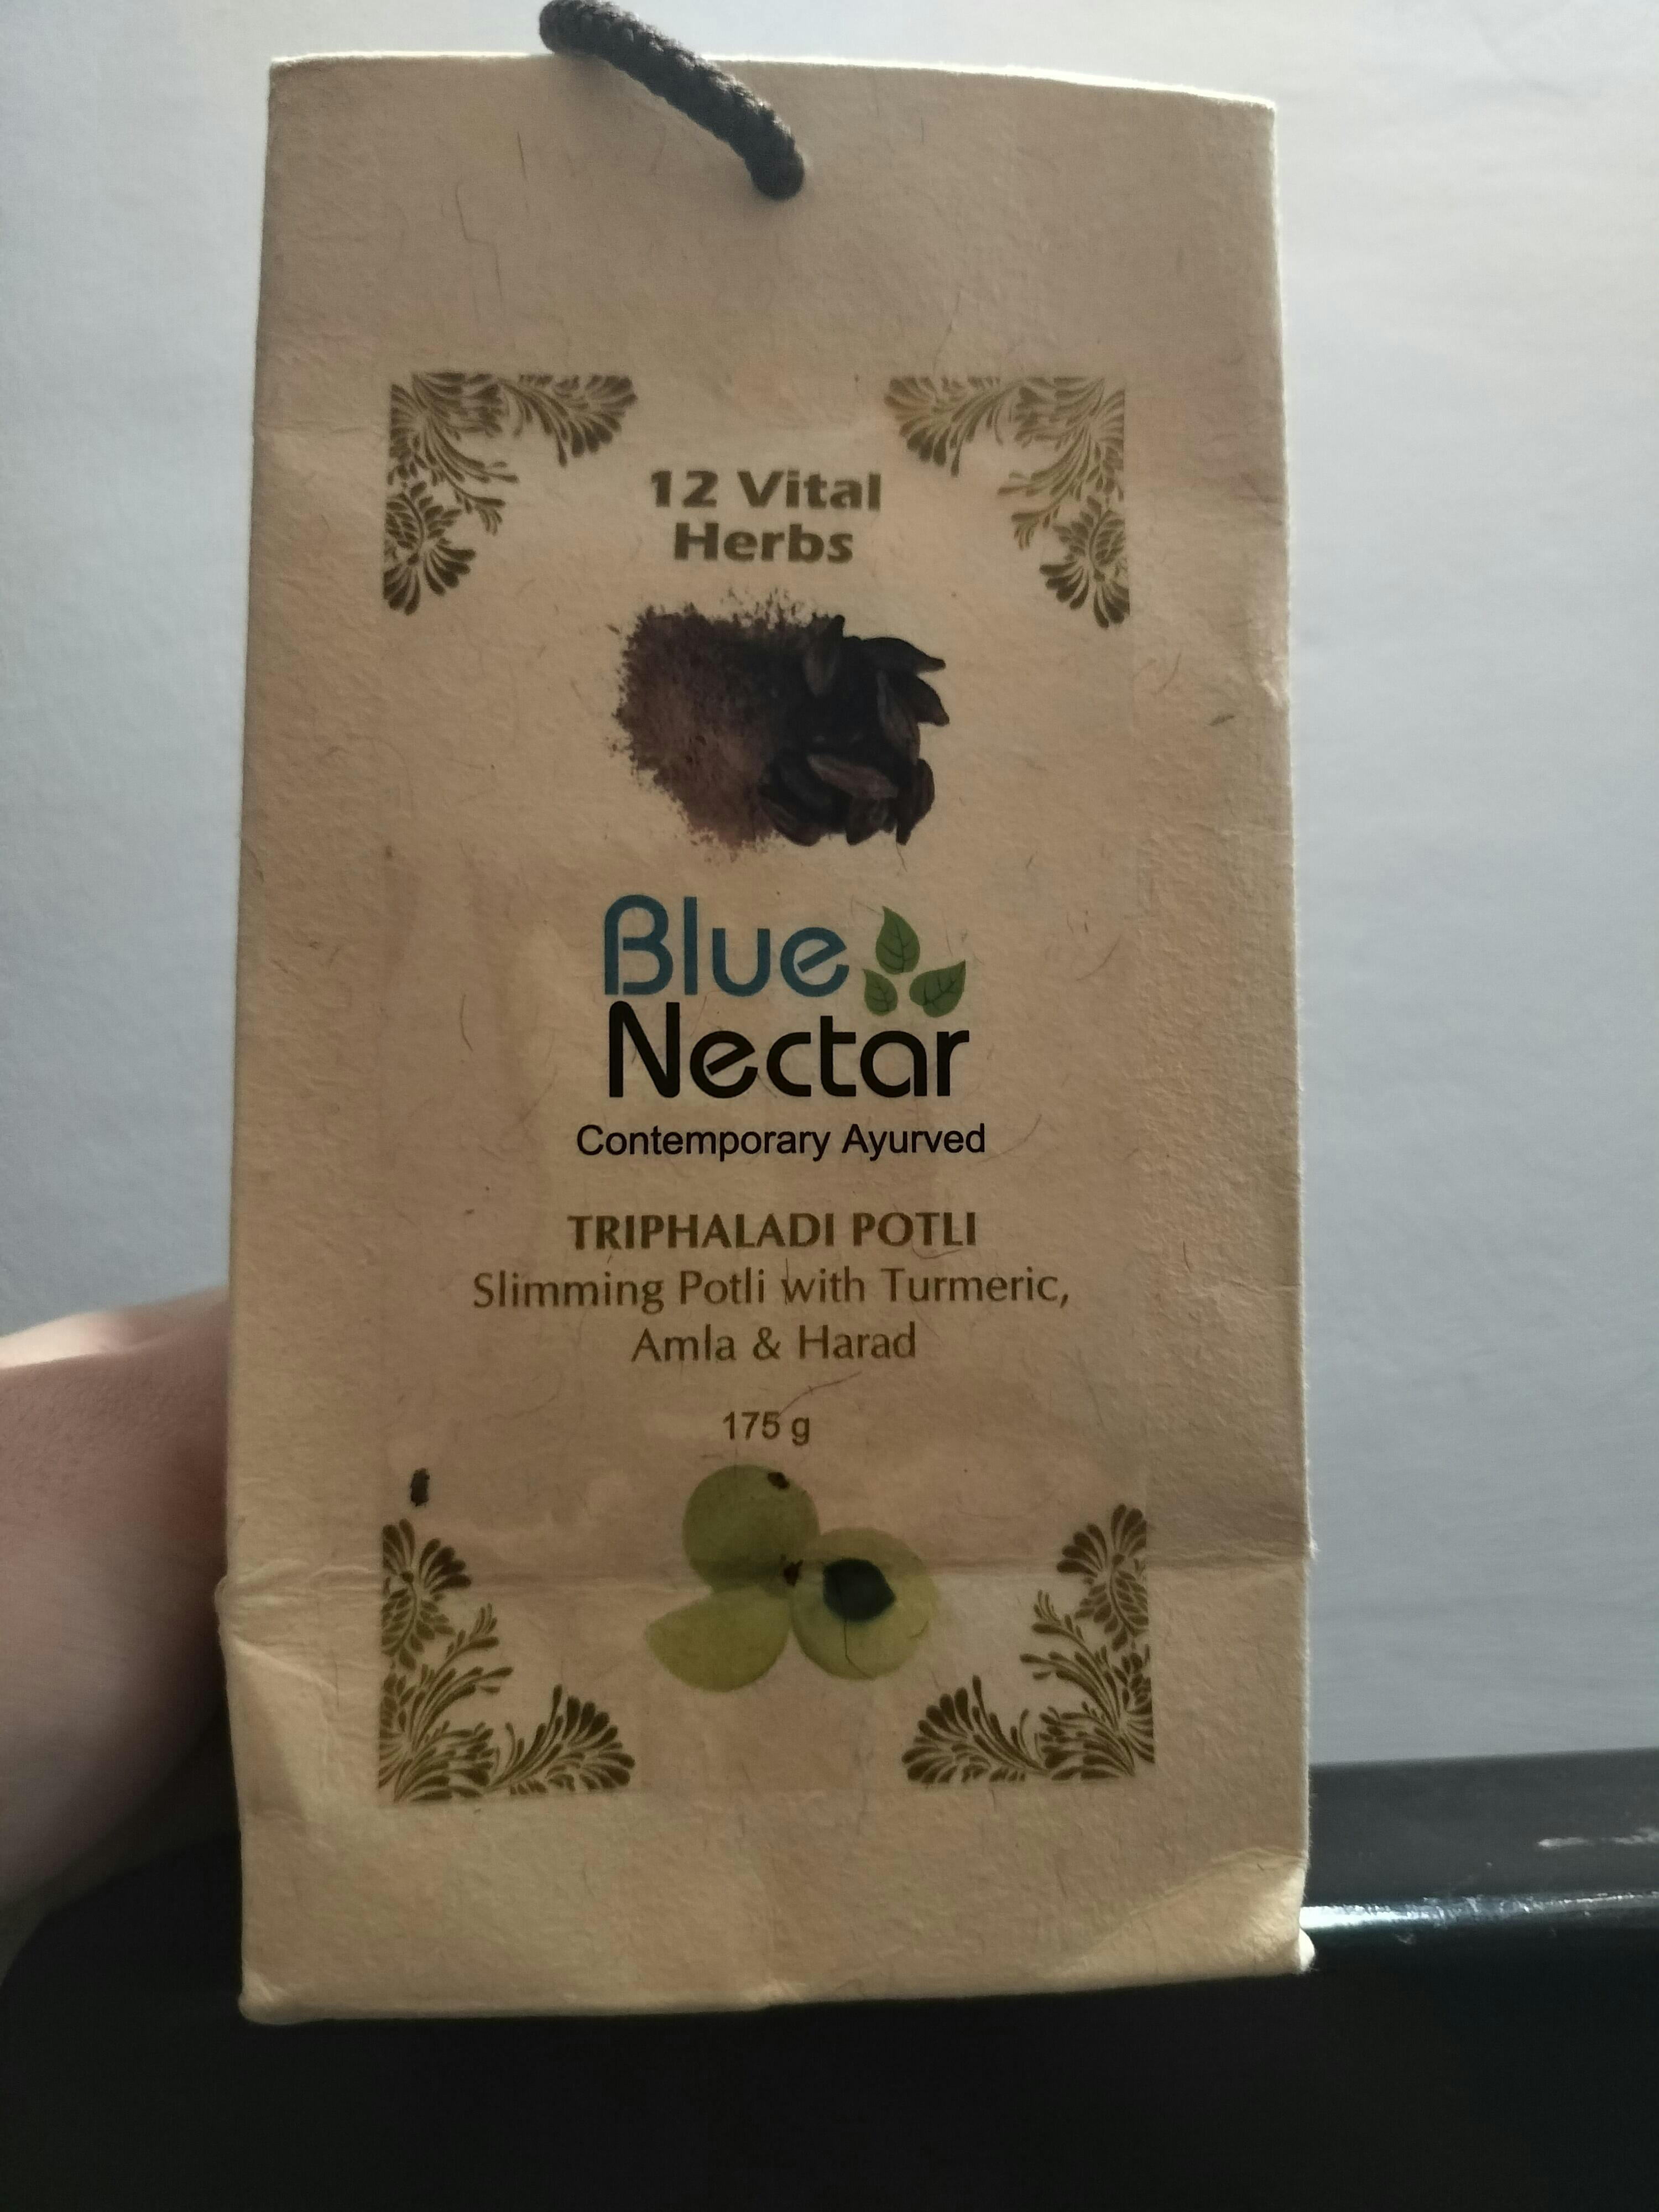 12 Vital
Herbs
Blue
Nectar
Contemporary Ayurved
TRIPHALADI POTLI
Slimming Potli with Turmeric,
Amla & Harad
175 g